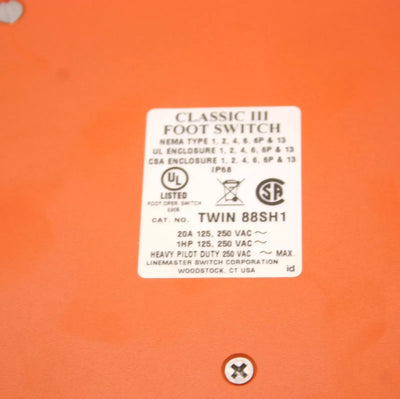 CLASSIC III
FOOT SWITCH
NEMA TYPE 1, 2, 4, 6, 6P & 13
UL ENCLOSURE 1, 2, 4, 6, 6P & 13
CSA ENCLOSURE 1, 2, 4, 6, 6P & 13
IP68
UL
LISTED
FOOT OPER. SWITCH
SA
CAT. NO. TWIN 88SH1
20A 125, 250 VAC ~
1HP 125, 250 VAC ~
HEAVY PILOT DUTY 250 VAC ~ MAX.
LINEMASTER SWITCH CORPORATION
WOODSTOCK, CT USA
id